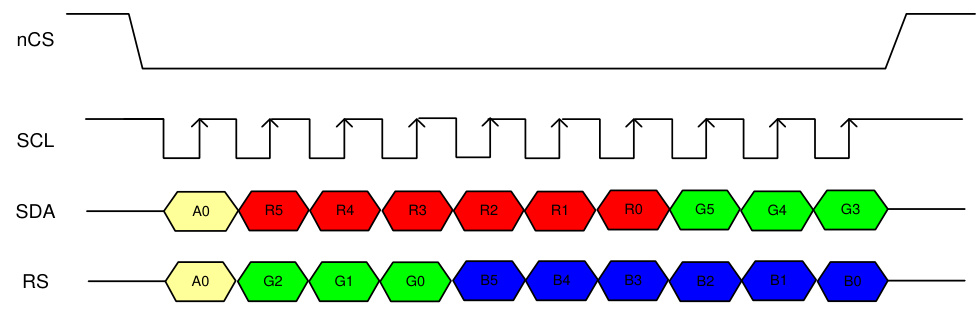 nCS
SCL
SDA A0 R5 R4 R3 R2 R1 R0 G5 G4 G3
RS A0 G2 G1 G0 B5 B4 B3 B2 B1 B0